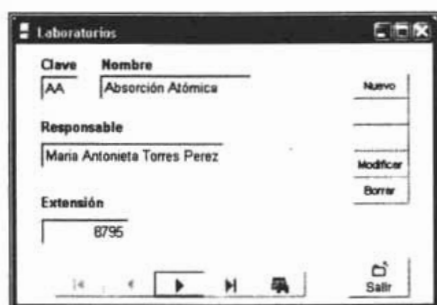 Laboratorios
Clave Nombre
AA Absorción Atómica
Nuevo
Responsable
Maria Antonieta Torres Perez
Modificar
Borrar
Extensión
8795
Salir